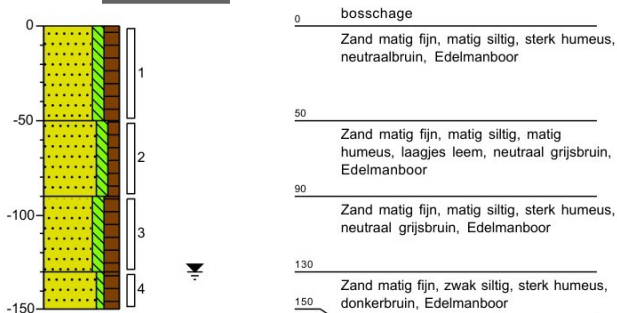 0
-50
-100
-150
1
2
3
4
bosschage
0
Zand matig fijn, matig siltig, sterk humeus,
neutraalbruin, Edelmanboor
50
Zand matig fijn, matig siltig, matig
humeus, laagjes leem, neutraal grijsbruin,
Edelmanboor
90
Zand matig fijn, matig siltig, sterk humeus,
neutraal grijsbruin, Edelmanboor
130
Zand matig fijn, zwak siltig, sterk humeus,
donkerbruin, Edelmanboor
150